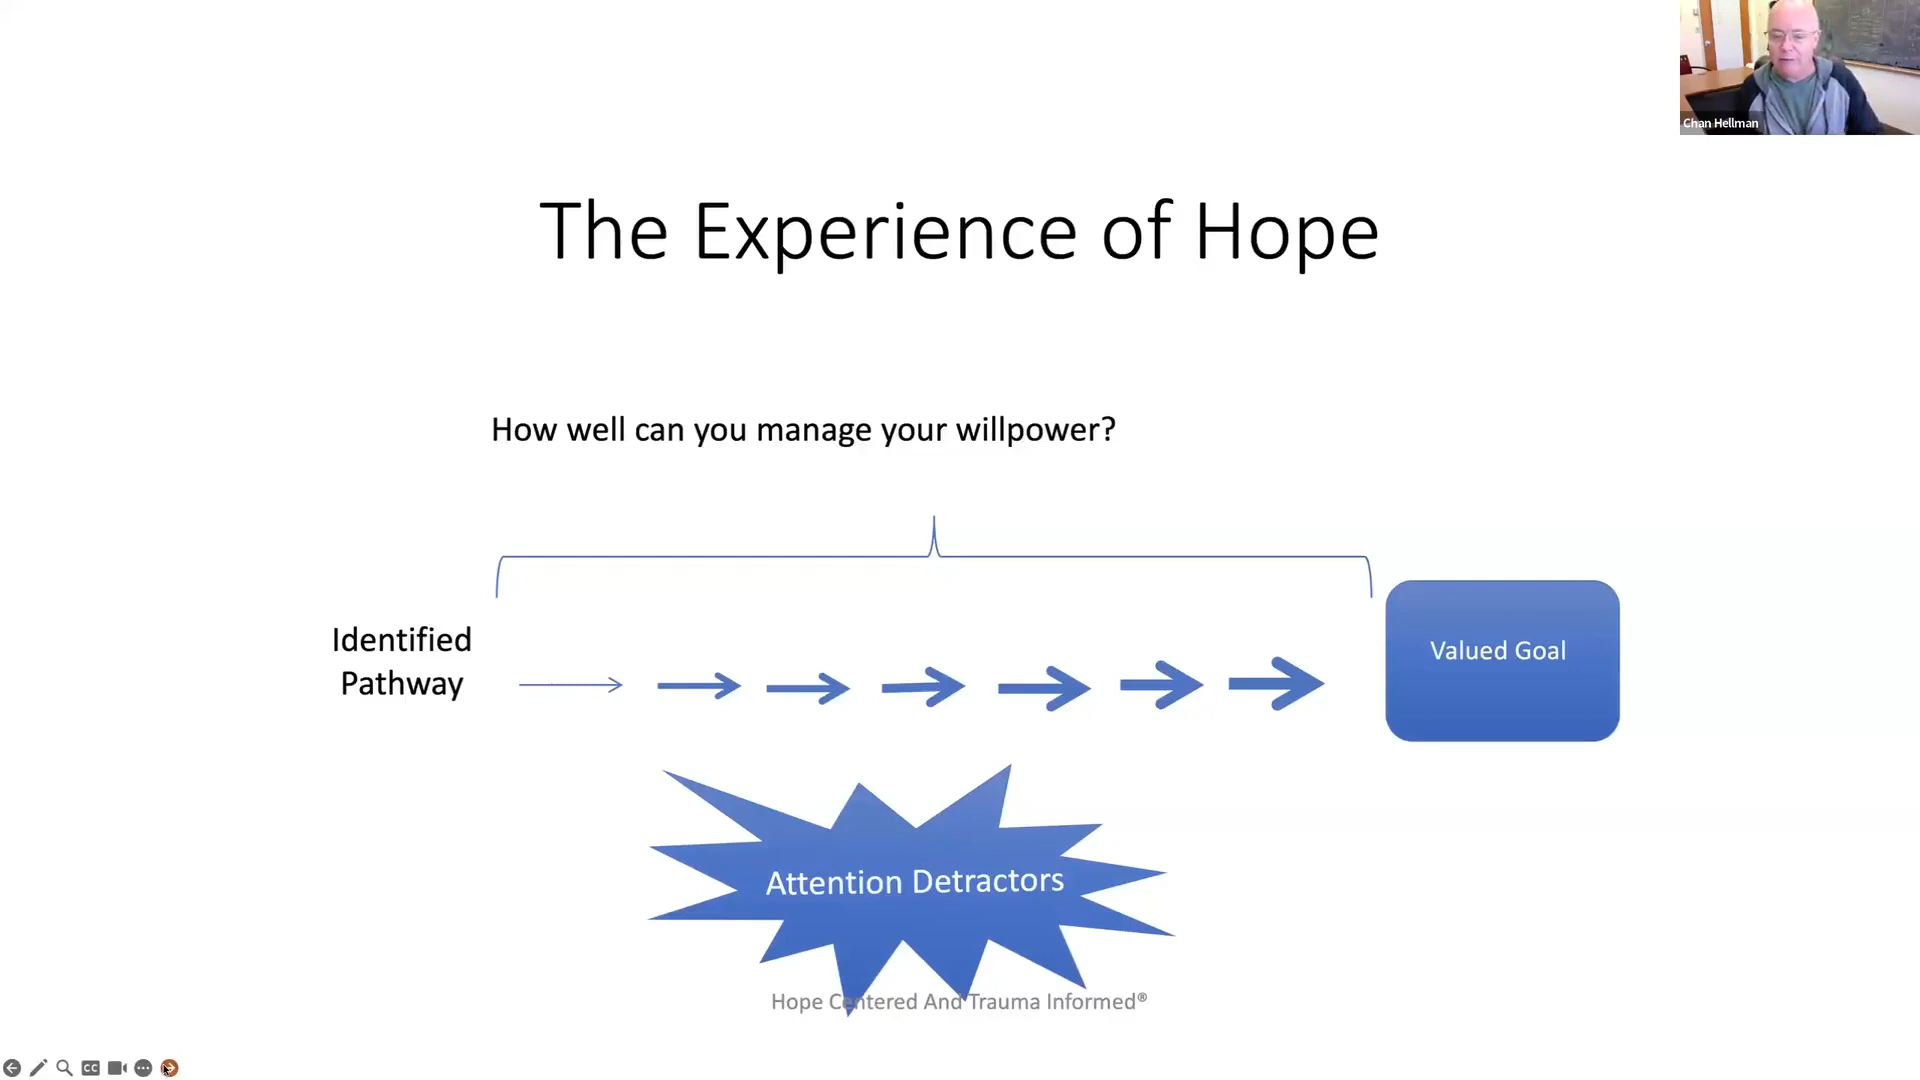 Chan Hellman
The Experience of Hope
How well can you manage your willpower?
Identified
Pathway
Valued Goal
Attention Detractors
Hope Centered And Trauma Informed®
CC